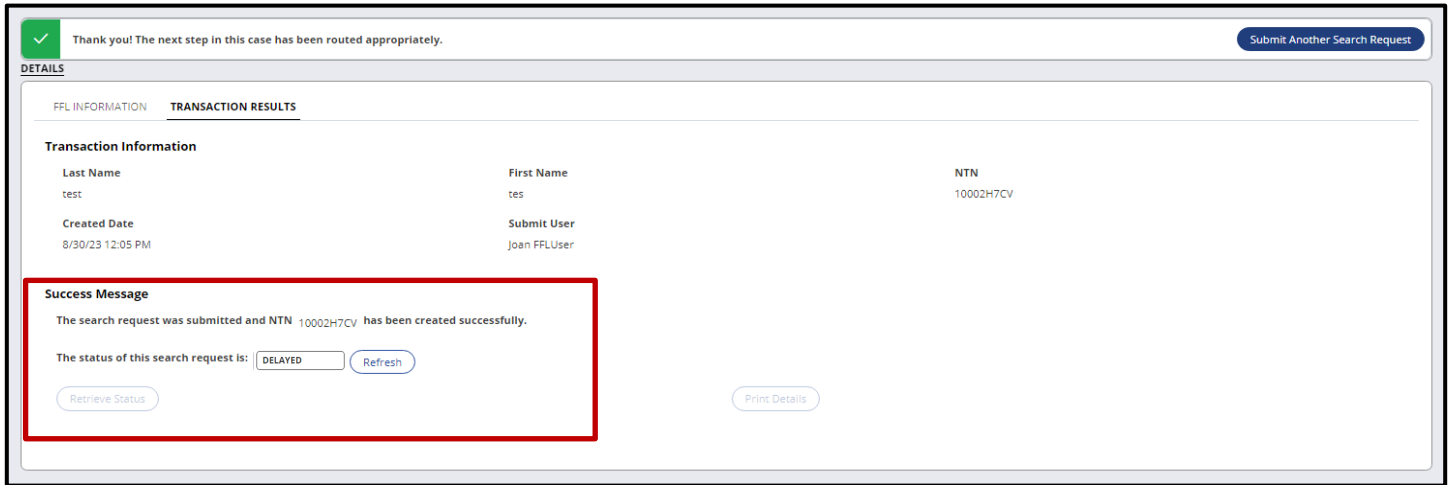 Thank you! The next step in this case has been routed appropriately. Submit Another Search Request
DETAILS
FFL INFORMATION TRANSACTION RESULTS
Transaction Information
Last Name First Name NTN
test tes 10002H7CV
Created Date Submit User
8/30/23 12:05 PM Joan FFLUser
Success Message
The search request was submitted and NTN 10002H7CV has been created successfully.
The status of this search request is: DELAYED Refresh
Retrieve Status Print Details